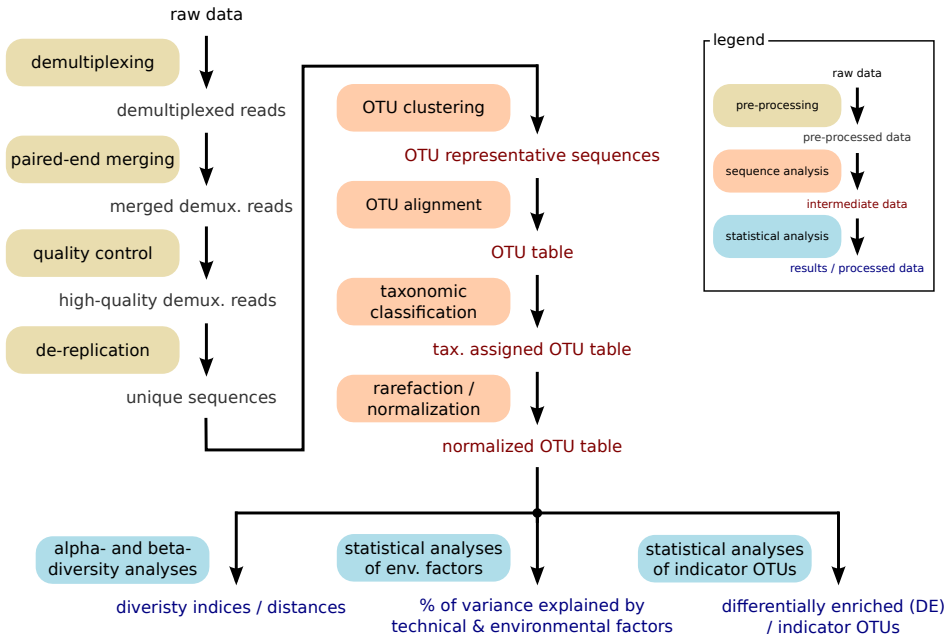 raw data
demultiplexing
demultiplexed reads
paired-end merging
merged demux. reads
quality control
high-quality demux. reads
de-replication
unique sequences
OTU clustering
OTU representative sequences
OTU alignment
OTU table
taxonomic
classification
tax. assigned OTU table
rarefaction /
normalization
normalized OTU table
alpha- and beta-
diversity analyses
diveristy indices / distances
statistical analyses
of env. factors
% of variance explained by
technical & environmental factors
statistical analyses
of indicator OTUs
differentially enriched (DE)
/ indicator OTUs
legend
raw data
pre-processing
pre-processed data
sequence analysis
intermediate data
statistical analysis
results / processed data